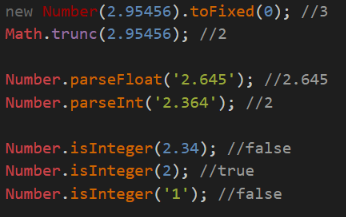 new Number(2.95456).toFixed(0); //3
Math.trunc(2.95456); //2
Number.parseFloat('2.645'); //2.645
Number.parseInt('2.364'); //2
Number.isInteger(2.34); //false
Number.isInteger(2); //true
Number.isInteger('1'); //false